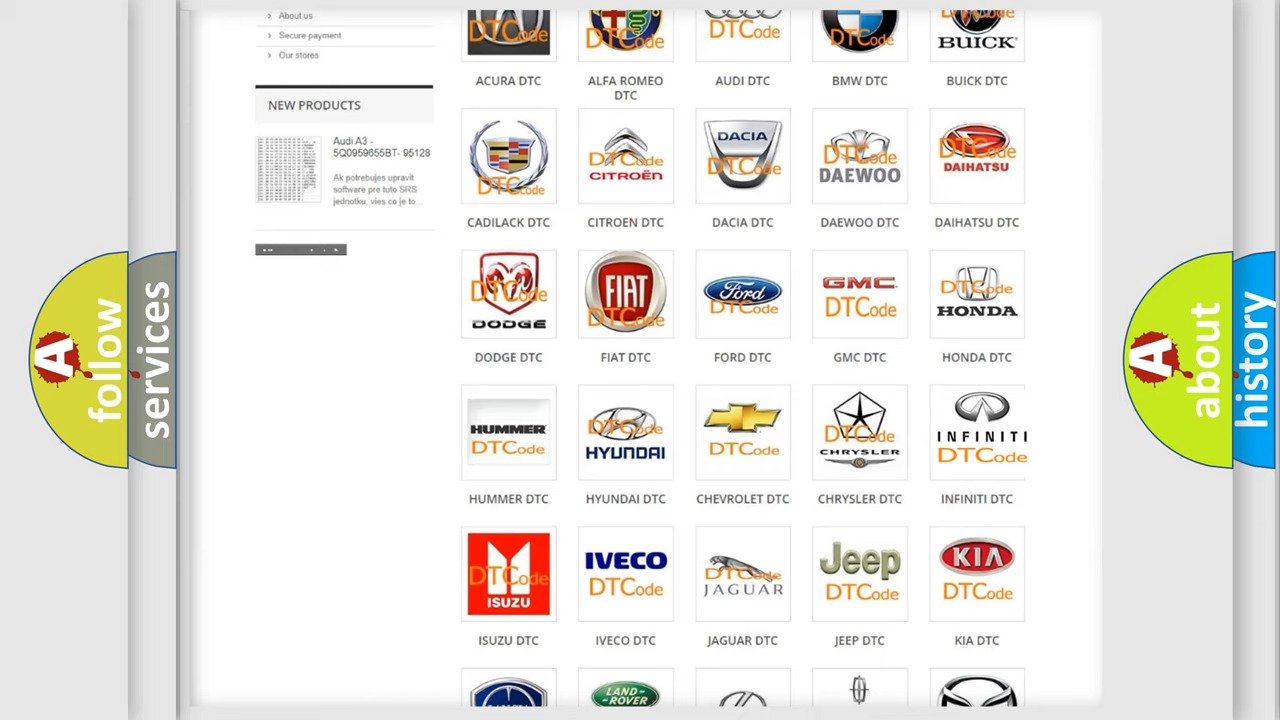 About us
Secure payment
Our stores
NEW PRODUCTS
Audi A3 -
5Q0959655BT- 95128
Ak potrebujes upravit
software pre tuto SRS
jednotku, vies co je to...
DTCode
DTCode
DTCode
DTCode
DTCode
BUICK
ACURA DTC
ALFA ROMEO
DTC
AUDI DTC
BMW DTC
BUICK DTC
DTCode
DTCode
CITROËN
DACIA
DTCode
DTCode
DAEWOO
DTCode
DAIHATSU
CADILACK DTC
CITROEN DTC
DACIA DTC
DAEWOO DTC
DAIHATSU DTC
DTCode
DODGE
FIAT
DTCode
Ford
DTCode
GMC
DTCode
DTCode
HONDA
DODGE DTC
FIAT DTC
FORD DTC
GMC DTC
HONDA DTC
HUMMER
DTCode
DTCode
HYUNDAI
DTCode
DTCode
CHRYSLER
INFINITI
DTCode
HUMMER DTC
HYUNDAI DTC
CHEVROLET DTC
CHRYSLER DTC
INFINITI DTC
DTCode
ISUZU
IVECO
DTCode
DTCode
JAGUAR
Jeep
DTCode
KIA
DTCode
ISUZU DTC
IVECO DTC
JAGUAR DTC
JEEP DTC
KIA DTC
LAND-
ROVER
A
follow
services
A
about
history